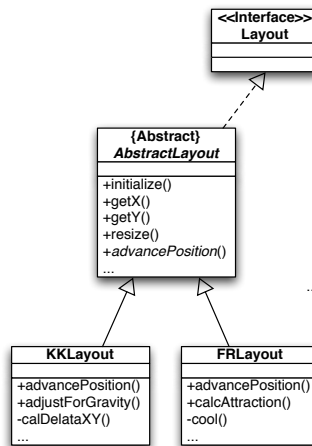 <<Interface>>
Layout
{Abstract}
AbstractLayout
+initialize()
+getX()
+getY()
+resize()
+advancePosition()
...
..
KKLayout
+advancePosition()
+adjustForGravity()
-calDelataXY()
...
FRLayout
+advancePosition()
+calcAttraction()
-cool()
...